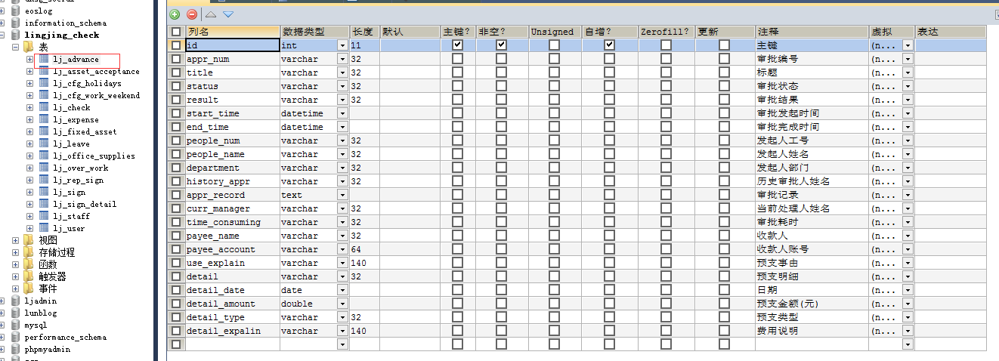 eoslog
information_schema
lingjing_check
表
lj_advance
lj_asset_acceptance
lj_cfg_holidays
lj_cfg_work_weekend
lj_check
lj_expense
lj_fixed_asset
lj_leave
lj_office_supplies
lj_over_work
lj_rep_sign
lj_sign
lj_sign_detail
lj_staff
lj_user
视图
存储过程
函数
触发器
事件
ljadmin
lunblog
mysql
performance_schema
phpmyadmin
列名 数据类型 长度 默认 主键? 非空? Unsigned 自增? Zerofill? 更新 注释 虚拟 表达
id int 11 主键 (n...
appr_num varchar 32 审批编号 (n...
title varchar 32 标题 (n...
status varchar 32 审批状态 (n...
result varchar 32 审批结果 (n...
start_time datetime 审批发起时间 (n...
end_time datetime 审批完成时间 (n...
people_num varchar 32 发起人工号 (n...
people_name varchar 32 发起人姓名 (n...
department varchar 32 发起人部门 (n...
history_appr varchar 32 历史审批人姓名 (n...
appr_record text 审批记录 (n...
curr_manager varchar 32 当前处理人姓名 (n...
time_consuming varchar 32 审批耗时 (n...
payee_name varchar 32 收款人 (n...
payee_account varchar 64 收款人账号 (n...
use_explain varchar 140 预支事由 (n...
detail varchar 32 预支明细 (n...
detail_date date 日期 (n...
detail_amount double 预支金额(元) (n...
detail_type varchar 32 预支类型 (n...
detail_expalin varchar 140 费用说明 (n...
(n...